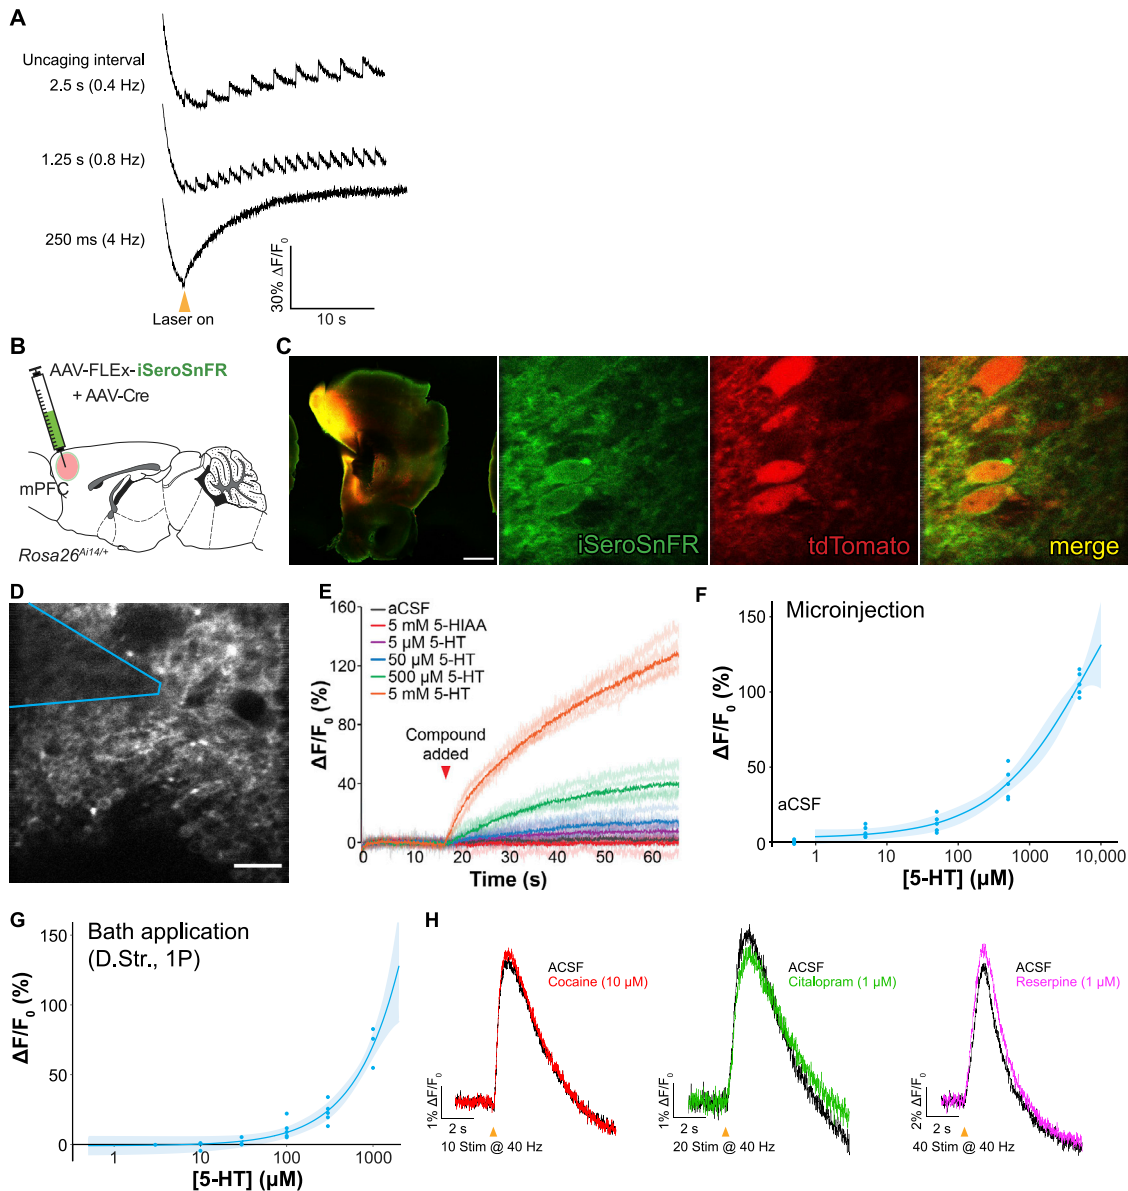 A
Uncaging interval
2.5 s (0.4 Hz)
1.25 s (0.8 Hz)
250 ms (4 Hz)
Laser on
30% ΔF/F0
10 s
B
AAV-FLEx-iSeroSnFR
+ AAV-Cre
mPFC
Rosa26Ai14/+
C
iSeroSnFR
tdTomato
merge
D
E
ΔF/F0 (%)
160
120
80
40
0
aCSF
5 mM 5-HIAA
5 µM 5-HT
50 µM 5-HT
500 µM 5-HT
5 mM 5-HT
Compound
added
0 10 20 30 40 50 60
Time (s)
F
Microinjection
ΔF/F0 (%)
150
100
50
0
aCSF
1 10 100 1000 10,000
[5-HT] (µM)
G
Bath application
(D.Str., 1P)
ΔF/F0 (%)
150
100
50
0
1 10 100 1000
[5-HT] (µM)
H
ACSF
Cocaine (10 µM)
1% ΔF/F0
2 s
10 Stim @ 40 Hz
ACSF
Citalopram (1 µM)
1% ΔF/F0
2 s
20 Stim @ 40 Hz
ACSF
Reserpine (1 µM)
2% ΔF/F0
2 s
40 Stim @ 40 Hz